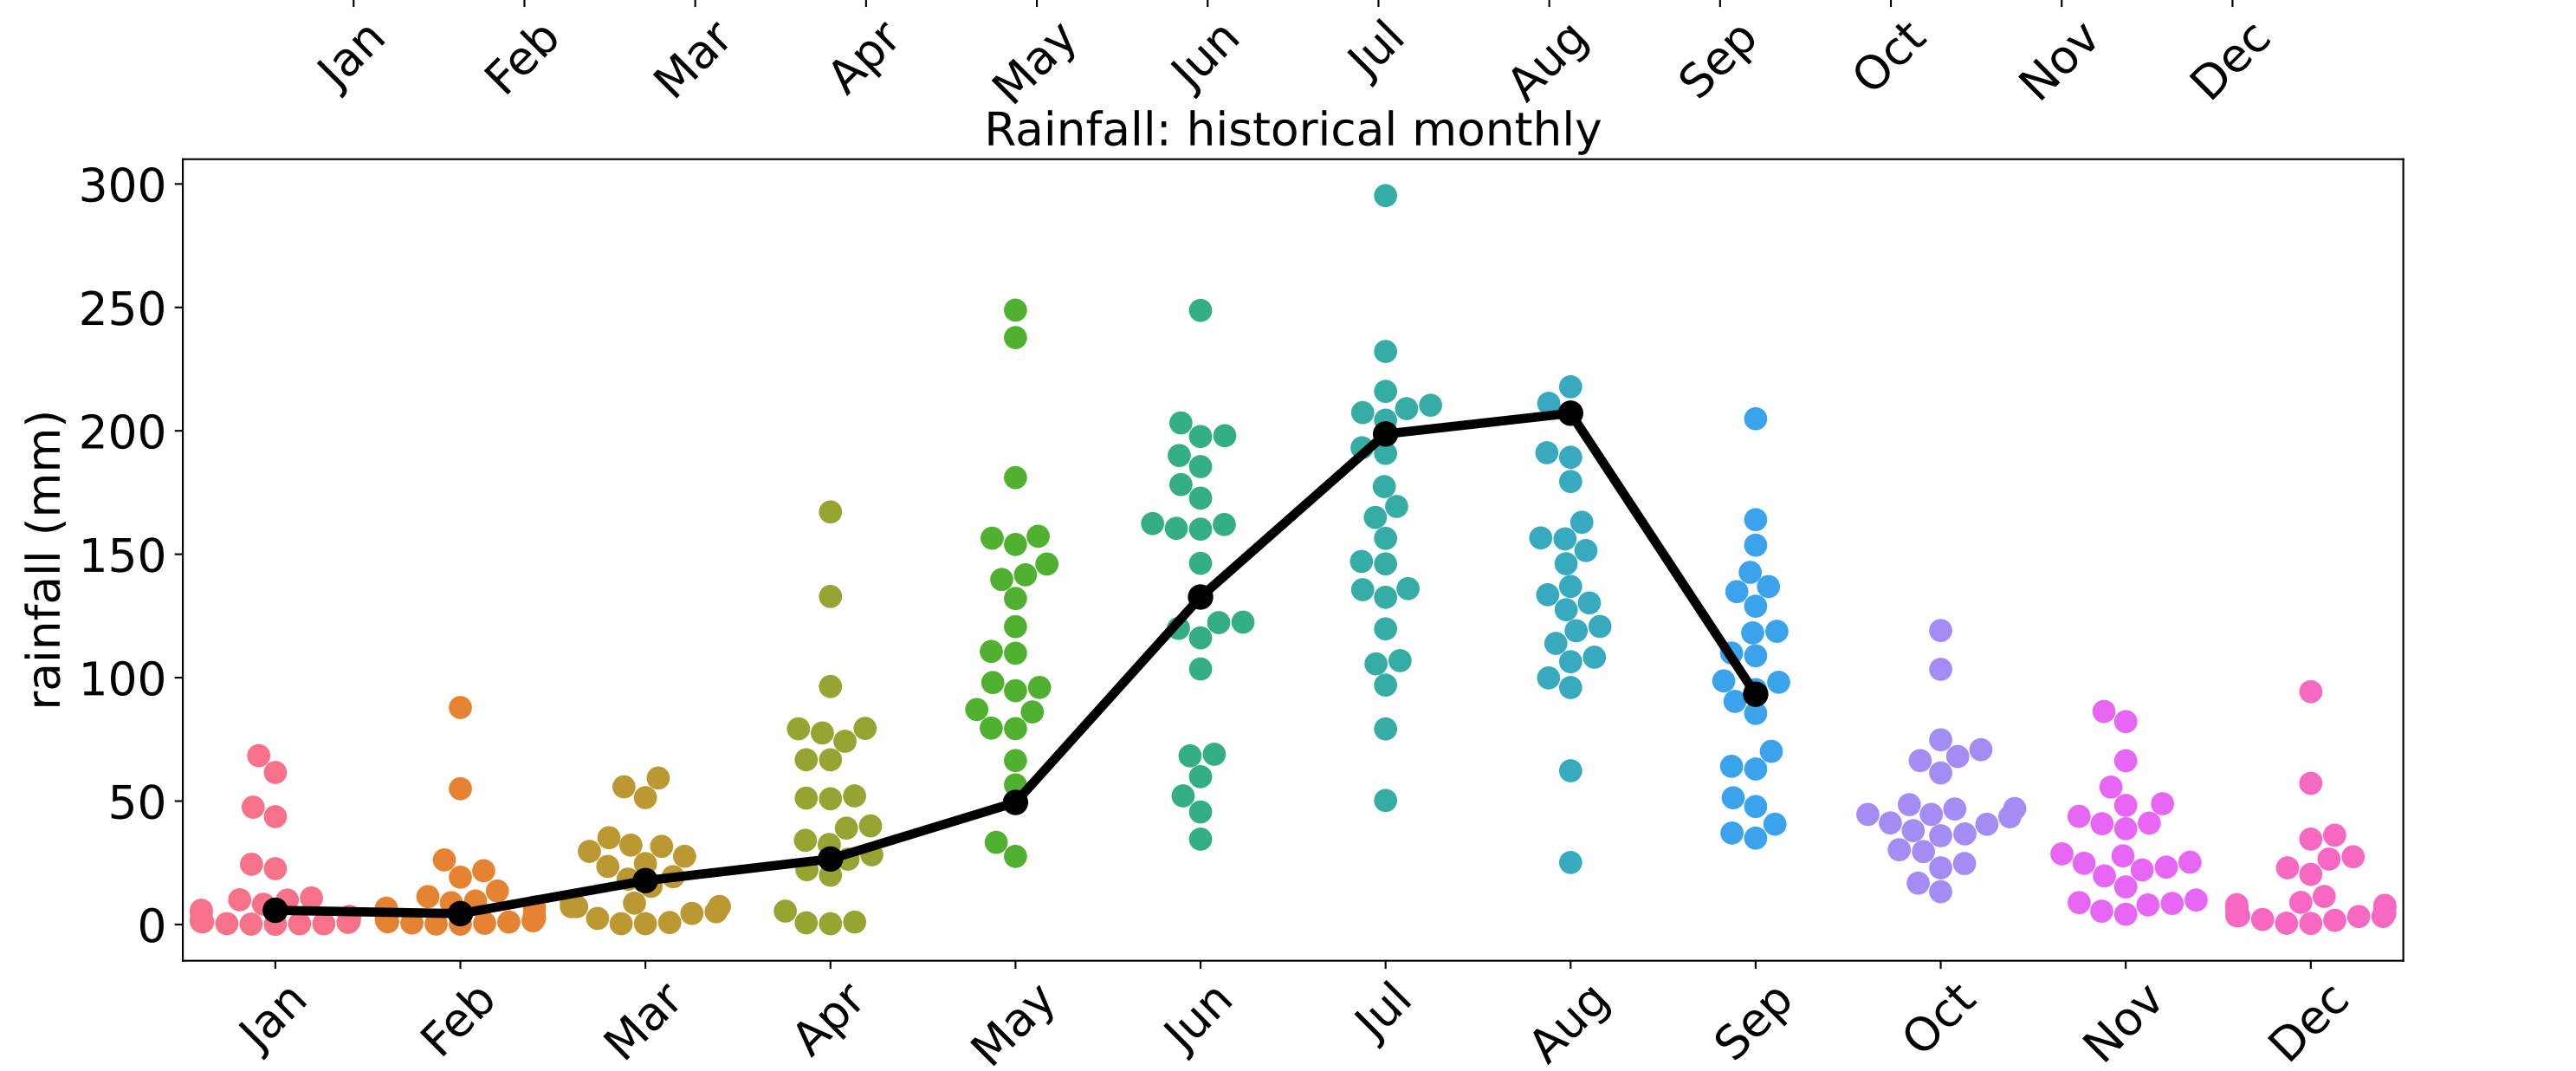 Jan Feb Mar Apr May Jun Jul Aug Sep Oct Nov Dec
Rainfall: historical monthly
300
250
200
150
100
50
0
rainfall (mm)
Jan Feb Mar Apr May Jun Jul Aug Sep Oct Nov Dec